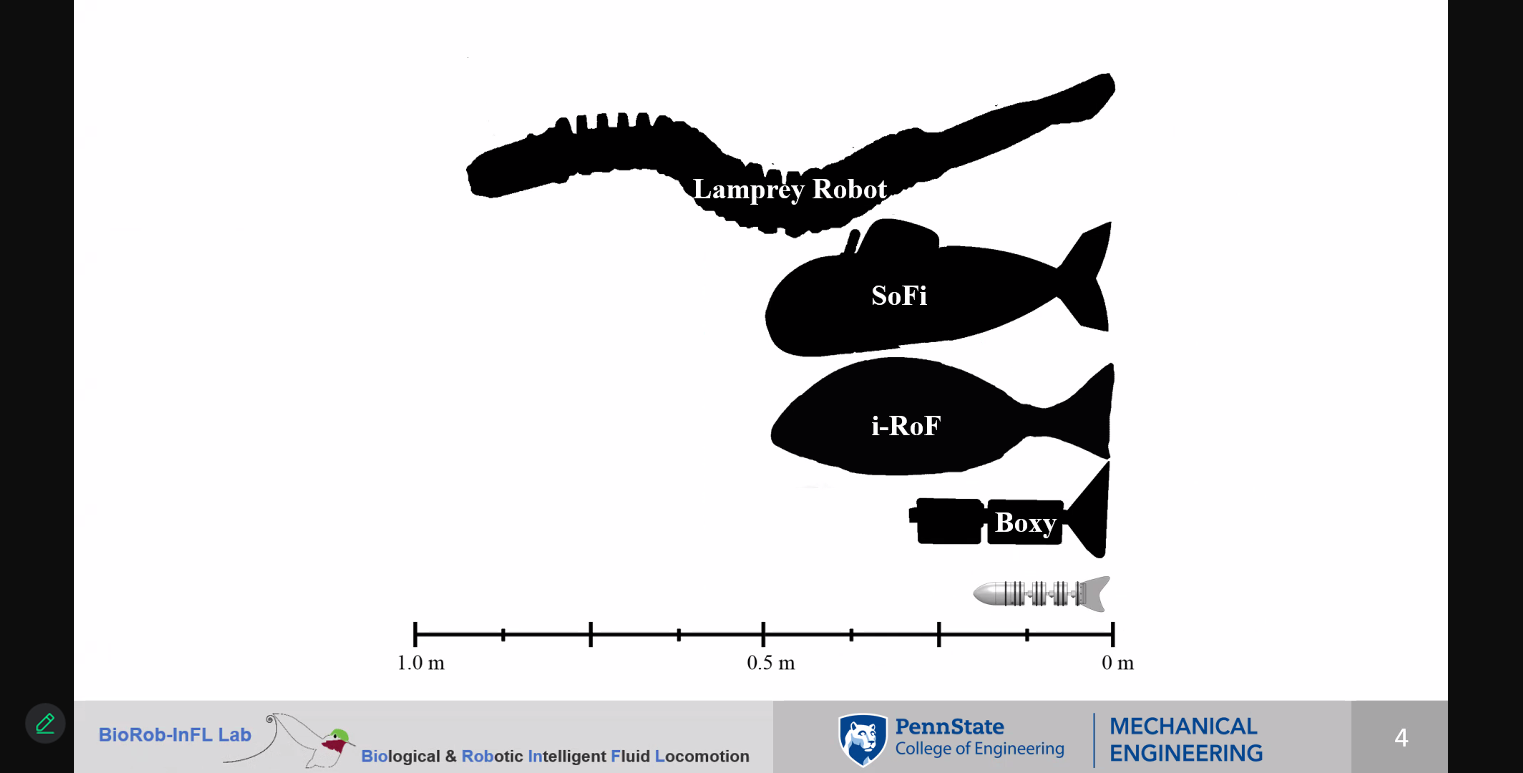 Lamprey Robot
SoFi
i-RoF
Boxy
1.0 m 0.5 m 0 m
BioRob-InFL Lab
Biological & Robotic Intelligent Fluid Locomotion
PennState
College of Engineering
MECHANICAL
ENGINEERING
4